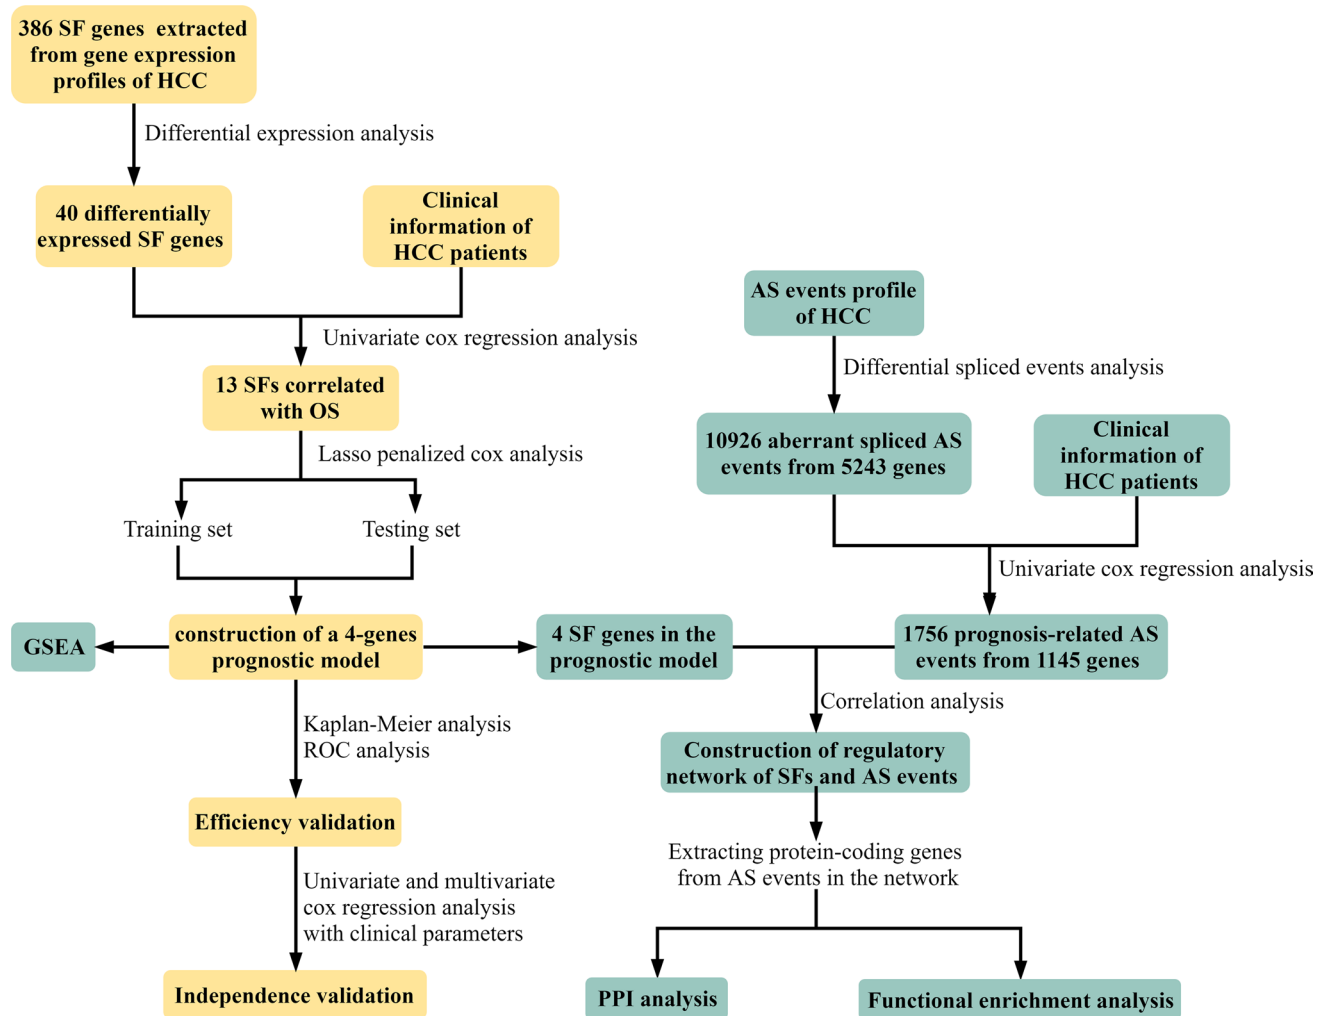 386 SF genes extracted
from gene expression
profiles of HCC
Differential expression analysis
40 differentially
expressed SF genes
Clinical
information of
HCC patients
Univariate cox regression analysis
13 SFs correlated
with OS
Lasso penalized cox analysis
Training set
Testing set
construction of a 4-genes
prognostic model
GSEA
Kaplan-Meier analysis
ROC analysis
Efficiency validation
Univariate and multivariate
cox regression analysis
with clinical parameters
Independence validation
AS events profile
of HCC
Differential spliced events analysis
10926 aberrant spliced AS
events from 5243 genes
Clinical
information of
HCC patients
Univariate cox regression analysis
4 SF genes in the
prognostic model
1756 prognosis-related AS
events from 1145 genes
Correlation analysis
Construction of regulatory
network of SFs and AS events
Extracting protein-coding genes
from AS events in the network
PPI analysis
Functional enrichment analysis